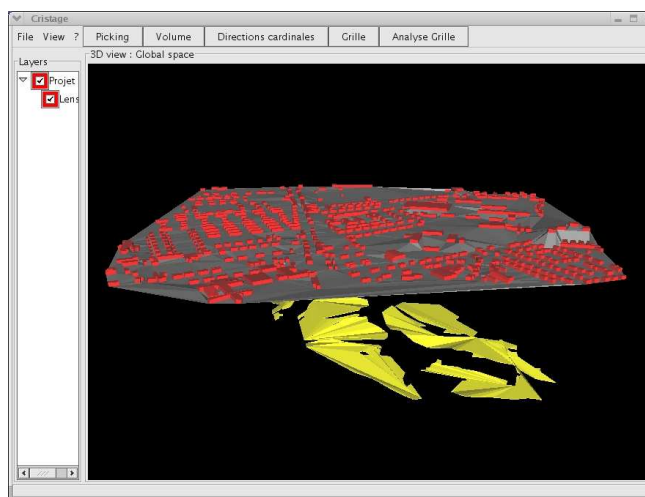 Cristage
File View ? Picking Volume Directions cardinales Grille Analyse Grille
Layers
3D view : Global space
Projet
Lens